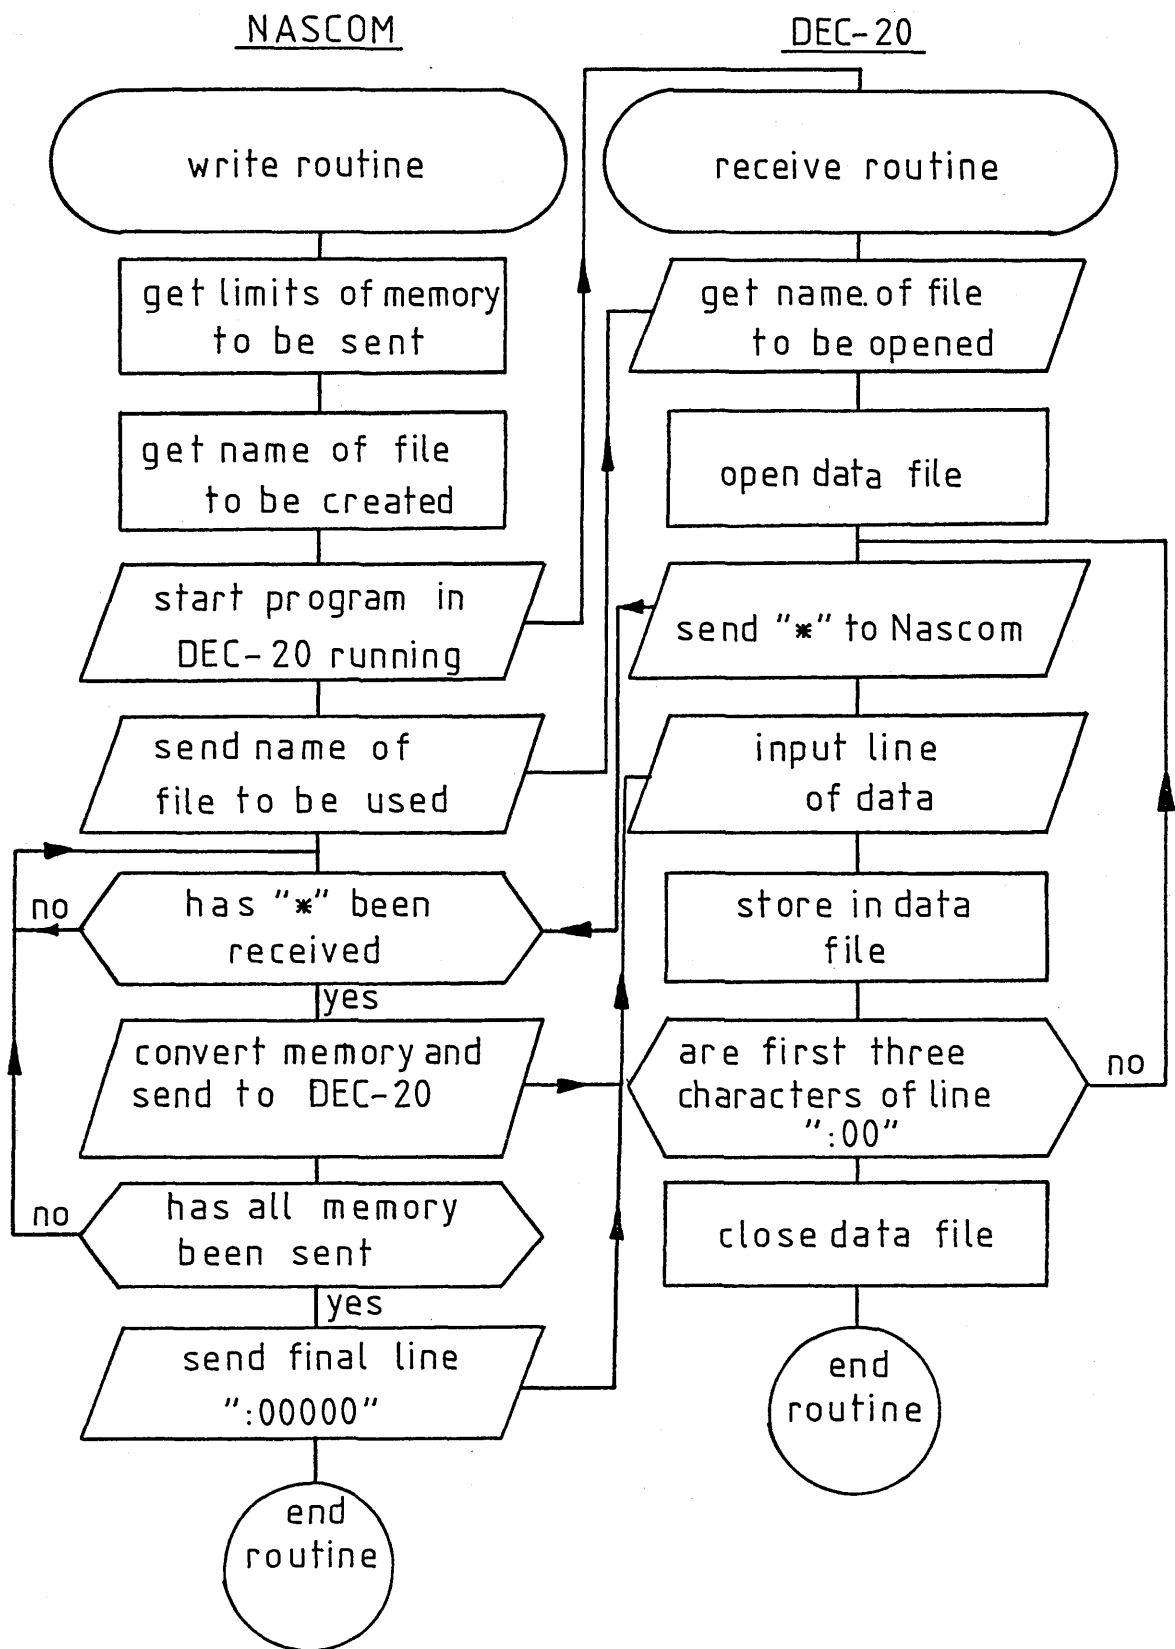 NASCOM
write routine
get limits of memory
to be sent
get name of file
to be created
start program in
DEC-20 running
send name of
file to be used
no
has "*" been
received
yes
convert memory and
send to DEC-20
no
has all memory
been sent
yes
send final line
":00000"
end
routine
DEC-20
receive routine
get name of file
to be opened
open data file
send "*" to Nascom
input line
of data
store in data
file
are first three
characters of line
":00"
no
close data file
end
routine